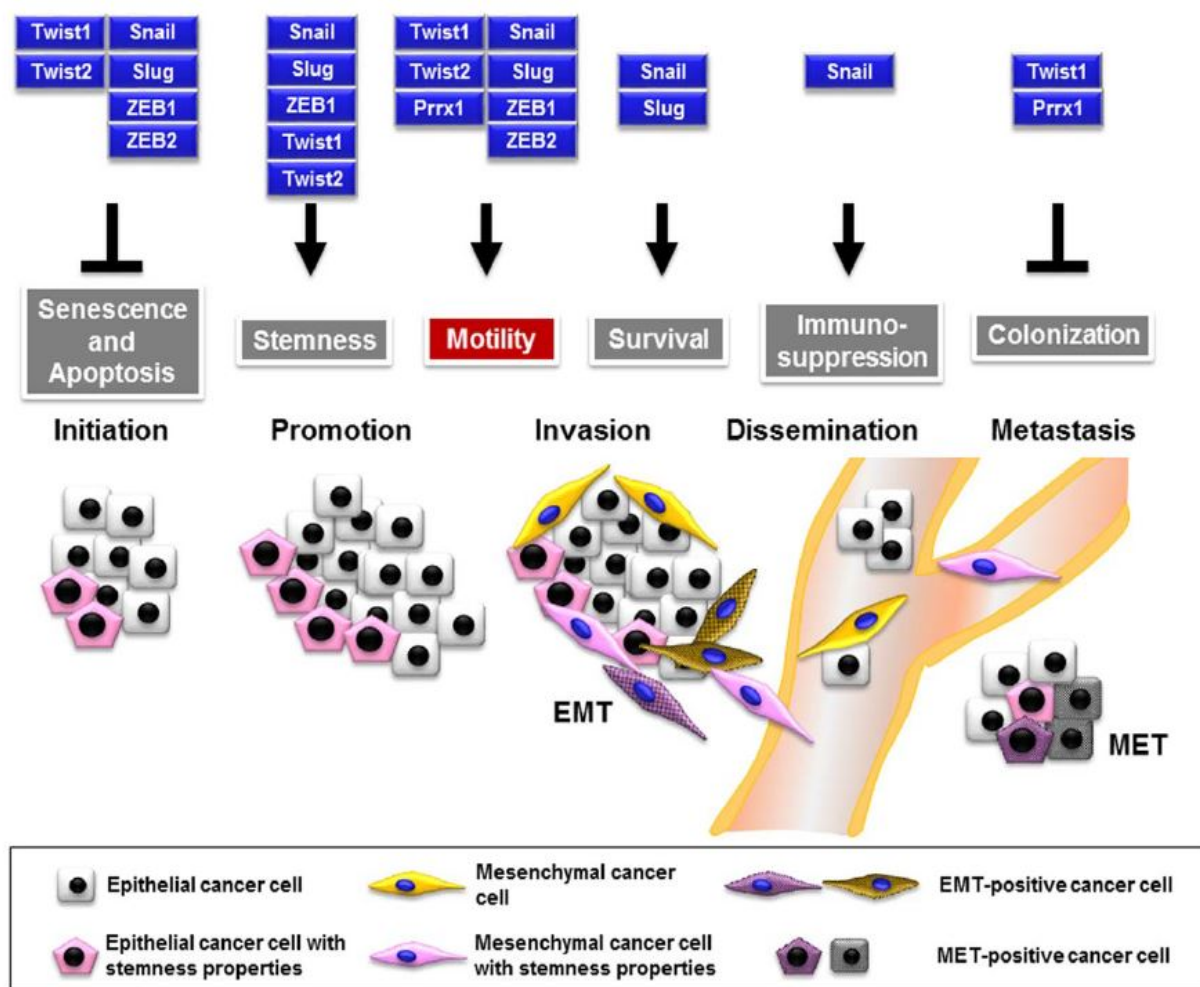 Twist1 Snail
Twist2 Slug
ZEB1
ZEB2
Snail
Slug
ZEB1
Twist1
Twist2
Twist1 Snail
Twist2 Slug
Prrx1 ZEB1
ZEB2
Snail
Slug
Snail
Twist1
Prrx1
Senescence
and
Apoptosis
Stemness
Motility
Survival
Immuno-
suppression
Colonization
Initiation
Promotion
Invasion
Dissemination
Metastasis
EMT
MET
Epithelial cancer cell
Mesenchymal cancer
cell
EMT-positive cancer cell
Epithelial cancer cell with
stemness properties
Mesenchymal cancer cell
with stemness properties
MET-positive cancer cell